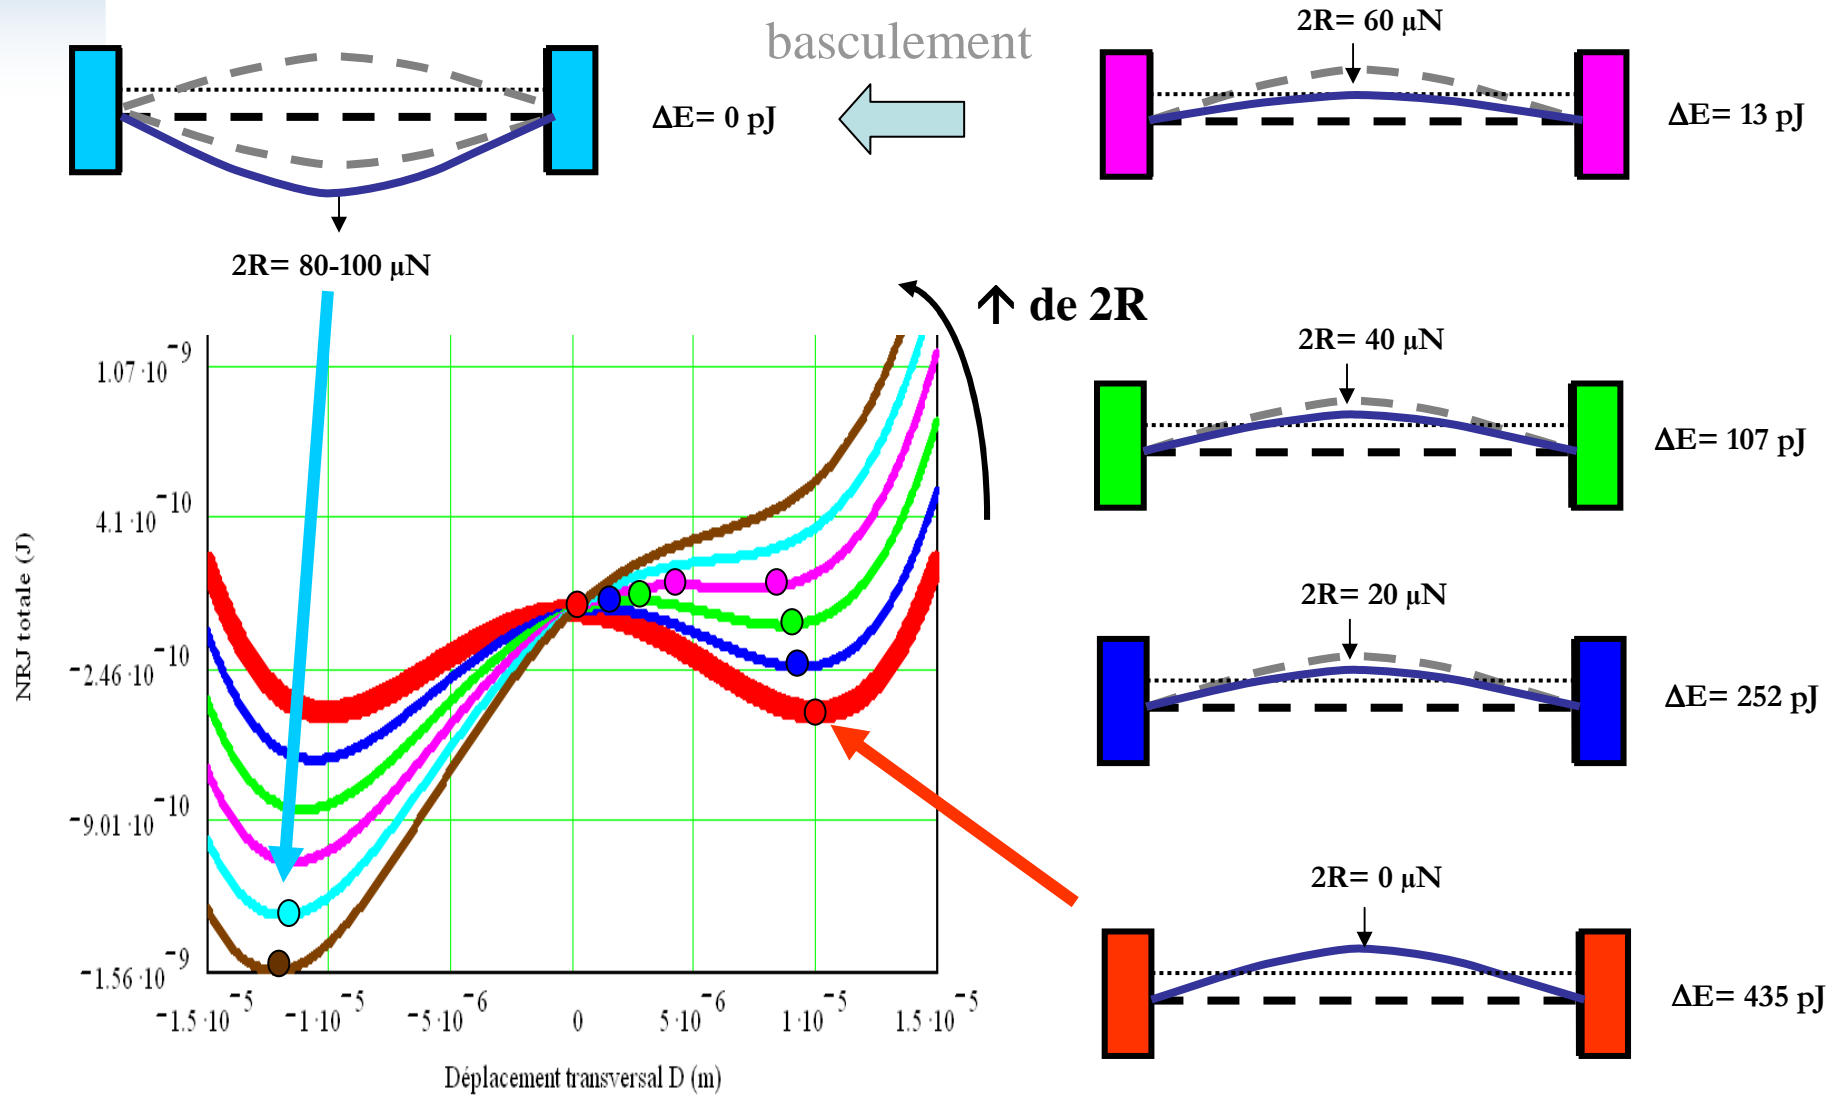 basculement
2R= 60 µN
ΔE= 0 pJ
ΔE= 13 pJ
2R= 80-100 µN
↑ de 2R
2R= 40 µN
ΔE= 107 pJ
2R= 20 µN
ΔE= 252 pJ
2R= 0 µN
ΔE= 435 pJ
NRJ totale (J)
1.07·10⁻⁹
4.1·10⁻¹⁰
−2.46·10⁻¹⁰
−9.01·10⁻¹⁰
−1.56·10⁻⁹
−1.5·10⁻⁵ −1·10⁻⁵ −5·10⁻⁶ 0 5·10⁻⁶ 1·10⁻⁵ 1.5·10⁻⁵
Déplacement transversal D (m)